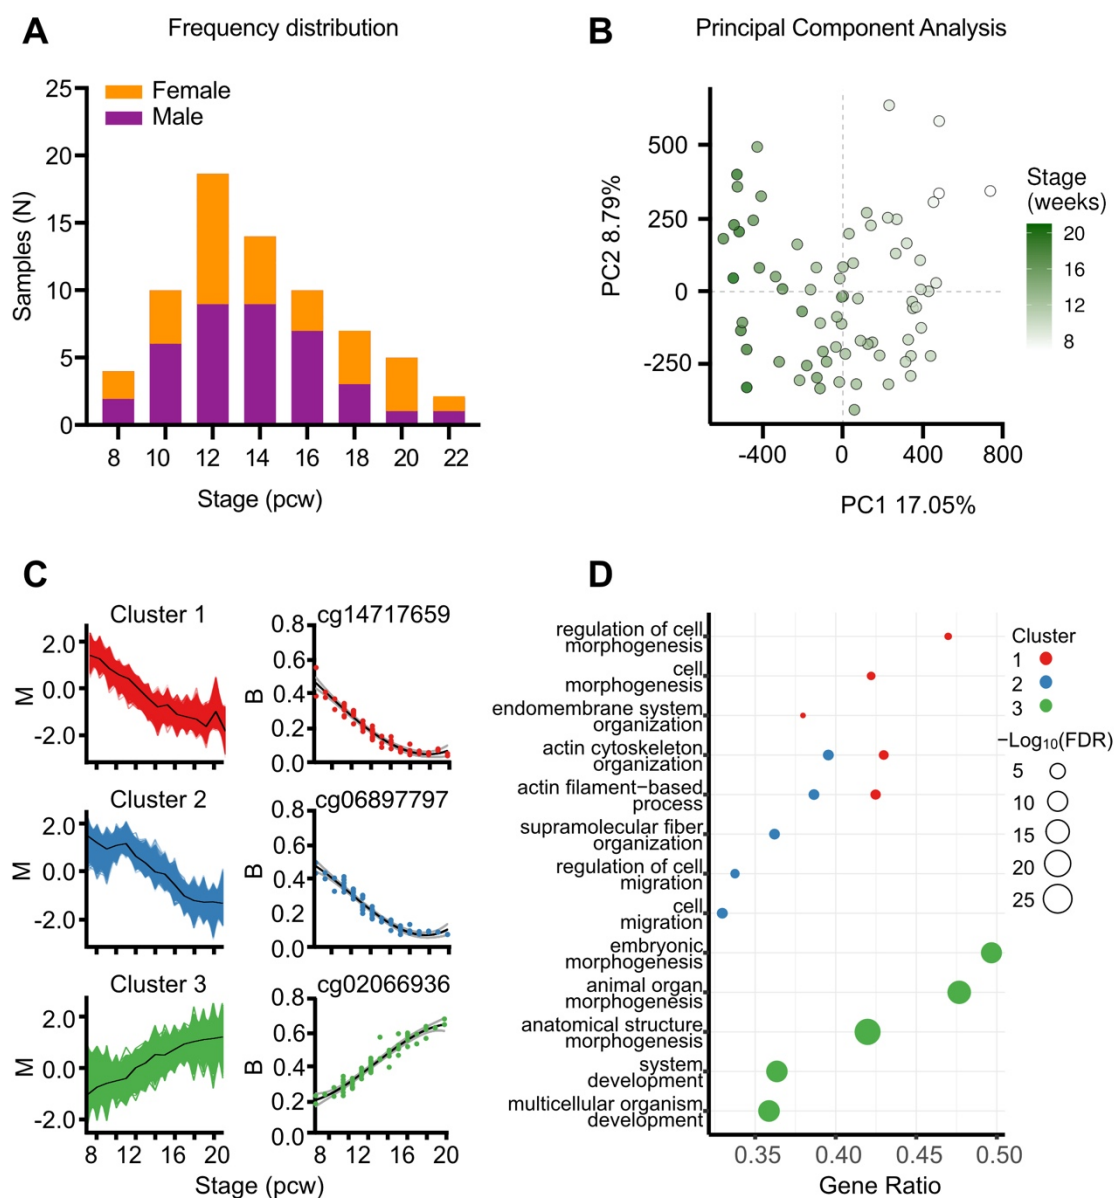 A
Frequency distribution
25
20
15
10
5
0
Samples (N)
Female
Male
8 10 12 14 16 18 20 22
Stage (pcw)
B
Principal Component Analysis
500
250
0
-250
PC2 8.79%
-400 0 400 800
PC1 17.05%
Stage
(weeks)
20
16
12
8
C
Cluster 1
2.0
0.0
-2.0
M
cg14717659
0.8
0.6
0.4
0.2
0.0
B
Cluster 2
2.0
0.0
-2.0
M
cg06897797
0.8
0.6
0.4
0.2
0.0
B
Cluster 3
2.0
0.0
-2.0
M
8 12 16 20
cg02066936
0.8
0.6
0.4
0.2
0.0
B
8 12 16 20
Stage (pcw)
D
regulation of cell
morphogenesis
cell
morphogenesis
endomembrane system
organization
actin cytoskeleton
organization
actin filament−based
process
supramolecular fiber
organization
regulation of cell
migration
cell
migration
embryonic
morphogenesis
animal organ
morphogenesis
anatomical structure
morphogenesis
system
development
multicellular organism
development
0.35 0.40 0.45 0.50
Gene Ratio
Cluster
1
2
3
−Log₁₀(FDR)
5
10
15
20
25